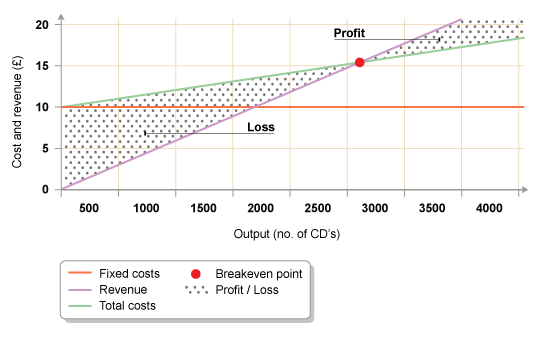 Cost and revenue (£)
20
15
10
5
0
Profit
Loss
500 1000 1500 2000 2500 3000 3500 4000
Output (no. of CD's)
Fixed costs
Breakeven point
Revenue
Profit / Loss
Total costs